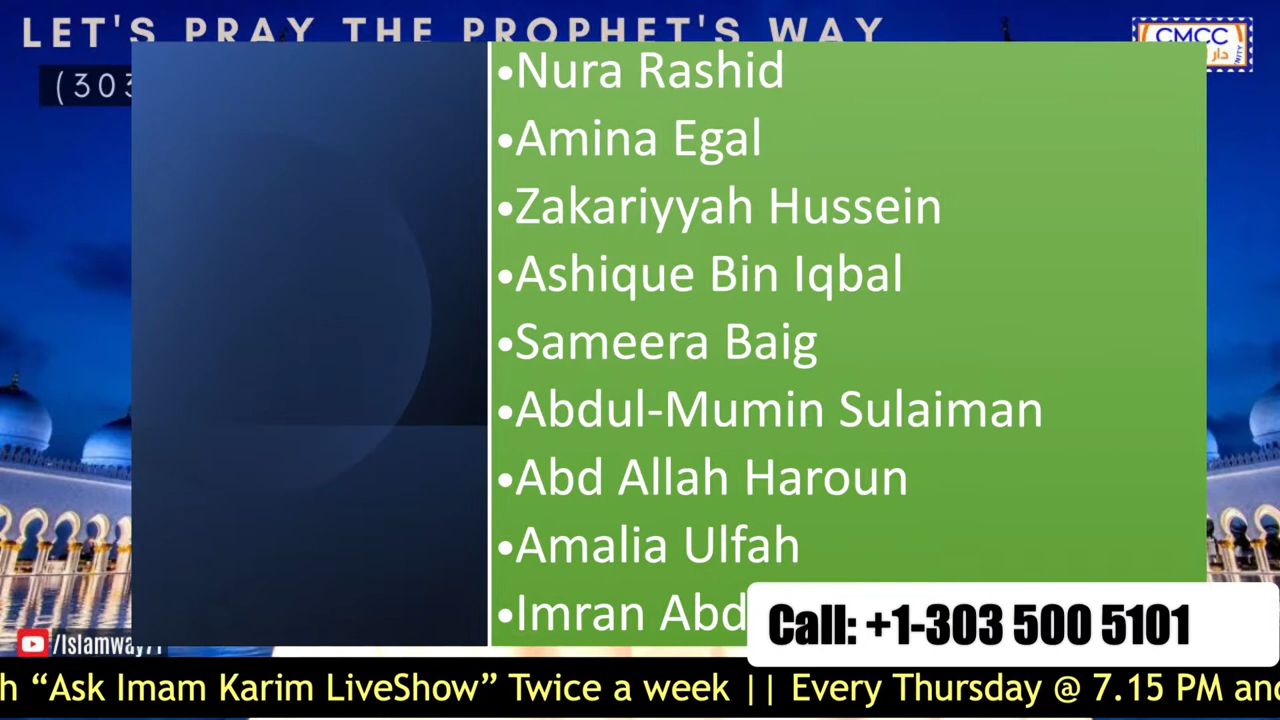 LET'S PRAY THE PROPHET'S WAY
CMCC
دار
(303
•Nura Rashid
•Amina Egal
•Zakariyyah Hussein
•Ashique Bin Iqbal
•Sameera Baig
•Abdul-Mumin Sulaiman
•Abd Allah Haroun
•Amalia Ulfah
•Imran Abd
Call: +1-303 500 5101
/Islamway71
h “Ask Imam Karim LiveShow” Twice a week || Every Thursday @ 7.15 PM and